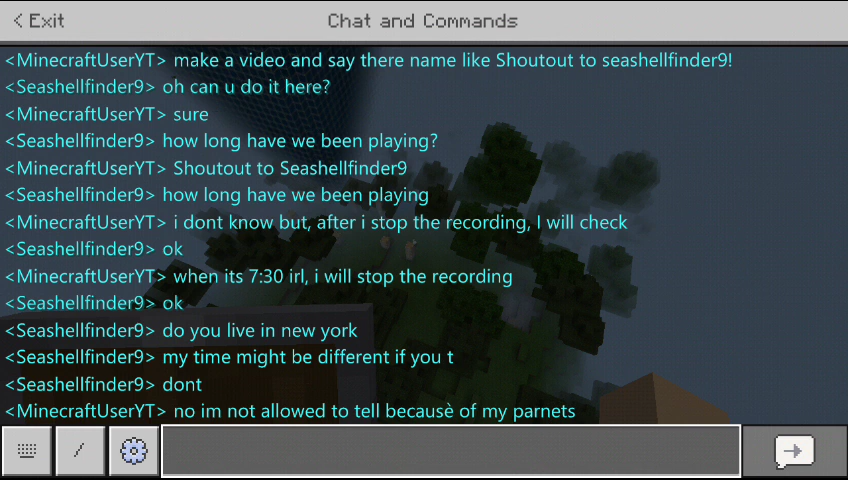 < Exit
Chat and Commands
<MinecraftUserYT> make a video and say there name like Shoutout to seashellfinder9!
<Seashellfinder9> oh can u do it here?
<MinecraftUserYT> sure
<Seashellfinder9> how long have we been playing?
<MinecraftUserYT> Shoutout to Seashellfinder9
<Seashellfinder9> how long have we been playing
<MinecraftUserYT> i dont know but, after i stop the recording, I will check
<Seashellfinder9> ok
<MinecraftUserYT> when its 7:30 irl, i will stop the recording
<Seashellfinder9> ok
<Seashellfinder9> do you live in new york
<Seashellfinder9> my time might be different if you t
<Seashellfinder9> dont
<MinecraftUserYT> no im not allowed to tell becausè of my parnets
/